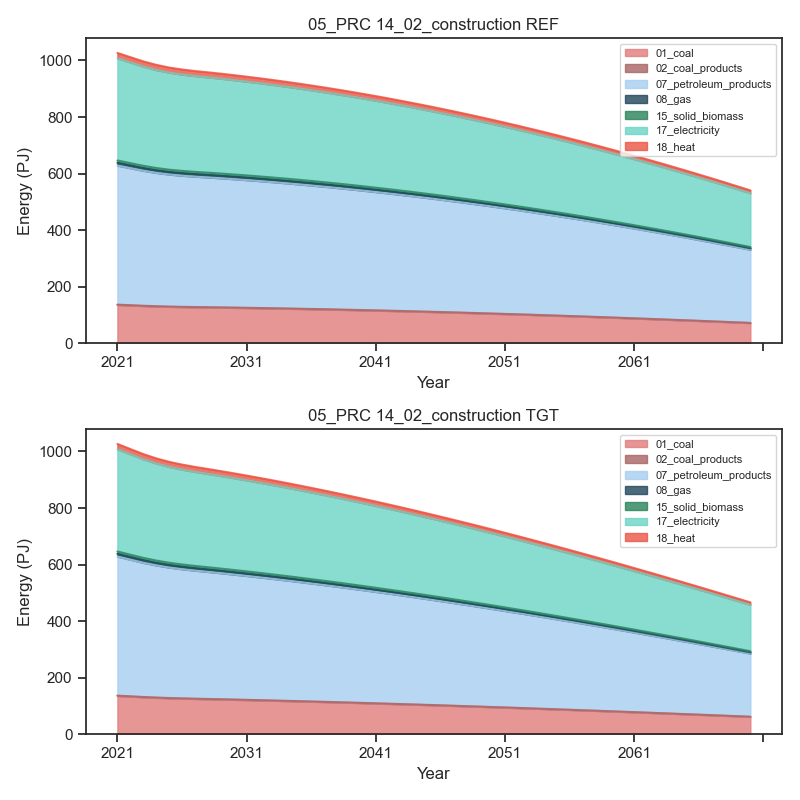 05_PRC 14_02_construction REF
1000
800
600
400
200
0
Energy (PJ)
01_coal
02_coal_products
07_petroleum_products
08_gas
15_solid_biomass
17_electricity
18_heat
2021 2031 2041 2051 2061
Year
05_PRC 14_02_construction TGT
1000
800
600
400
200
0
Energy (PJ)
01_coal
02_coal_products
07_petroleum_products
08_gas
15_solid_biomass
17_electricity
18_heat
2021 2031 2041 2051 2061
Year